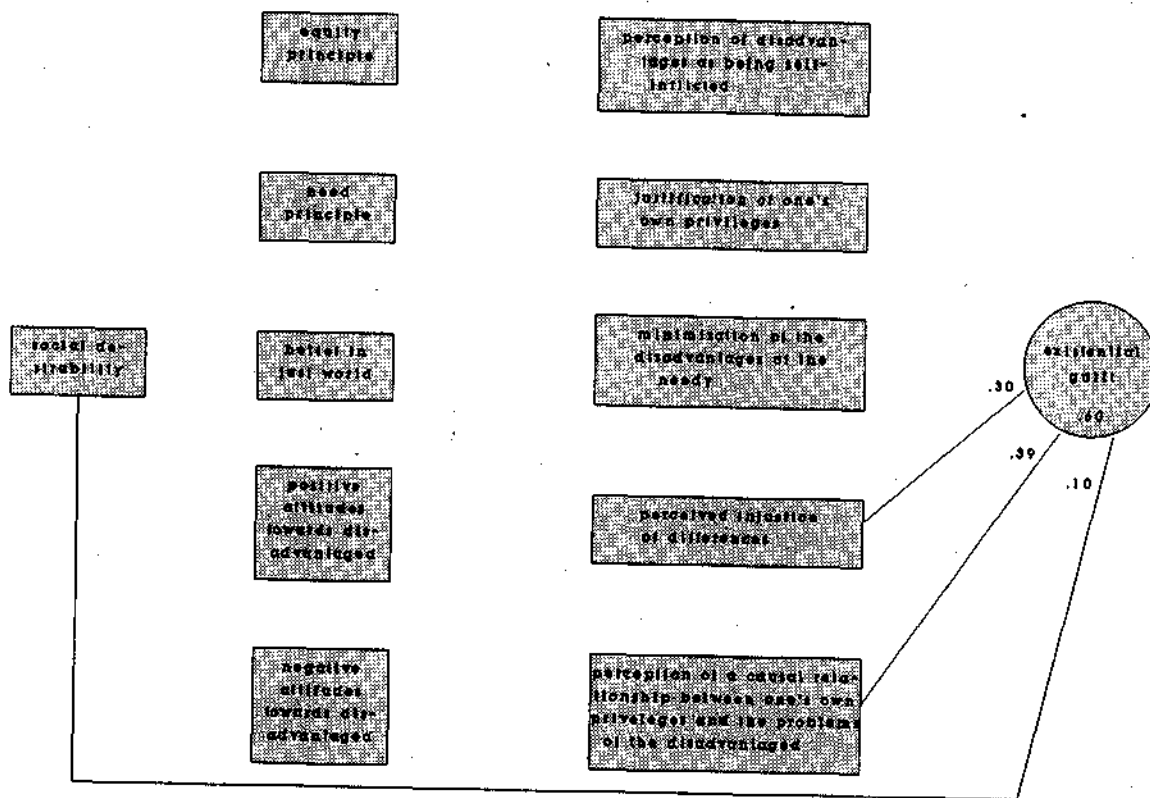 equity
principle
perception of disadvan-
tages as being self-
inflicted
need
principle
justification of one's
own privileges
social de-
sirability
belief in
just world
minimisation of the
disadvantages of the
needy
existential
guilt
.60
.30
.39
.10
positive
attitudes
towards dis-
advantaged
perceived injustice
of differences
negative
attitudes
towards dis-
advantaged
perception of a causal rela-
tionship between one's own
priveleges and the problems
of the disadvantaged